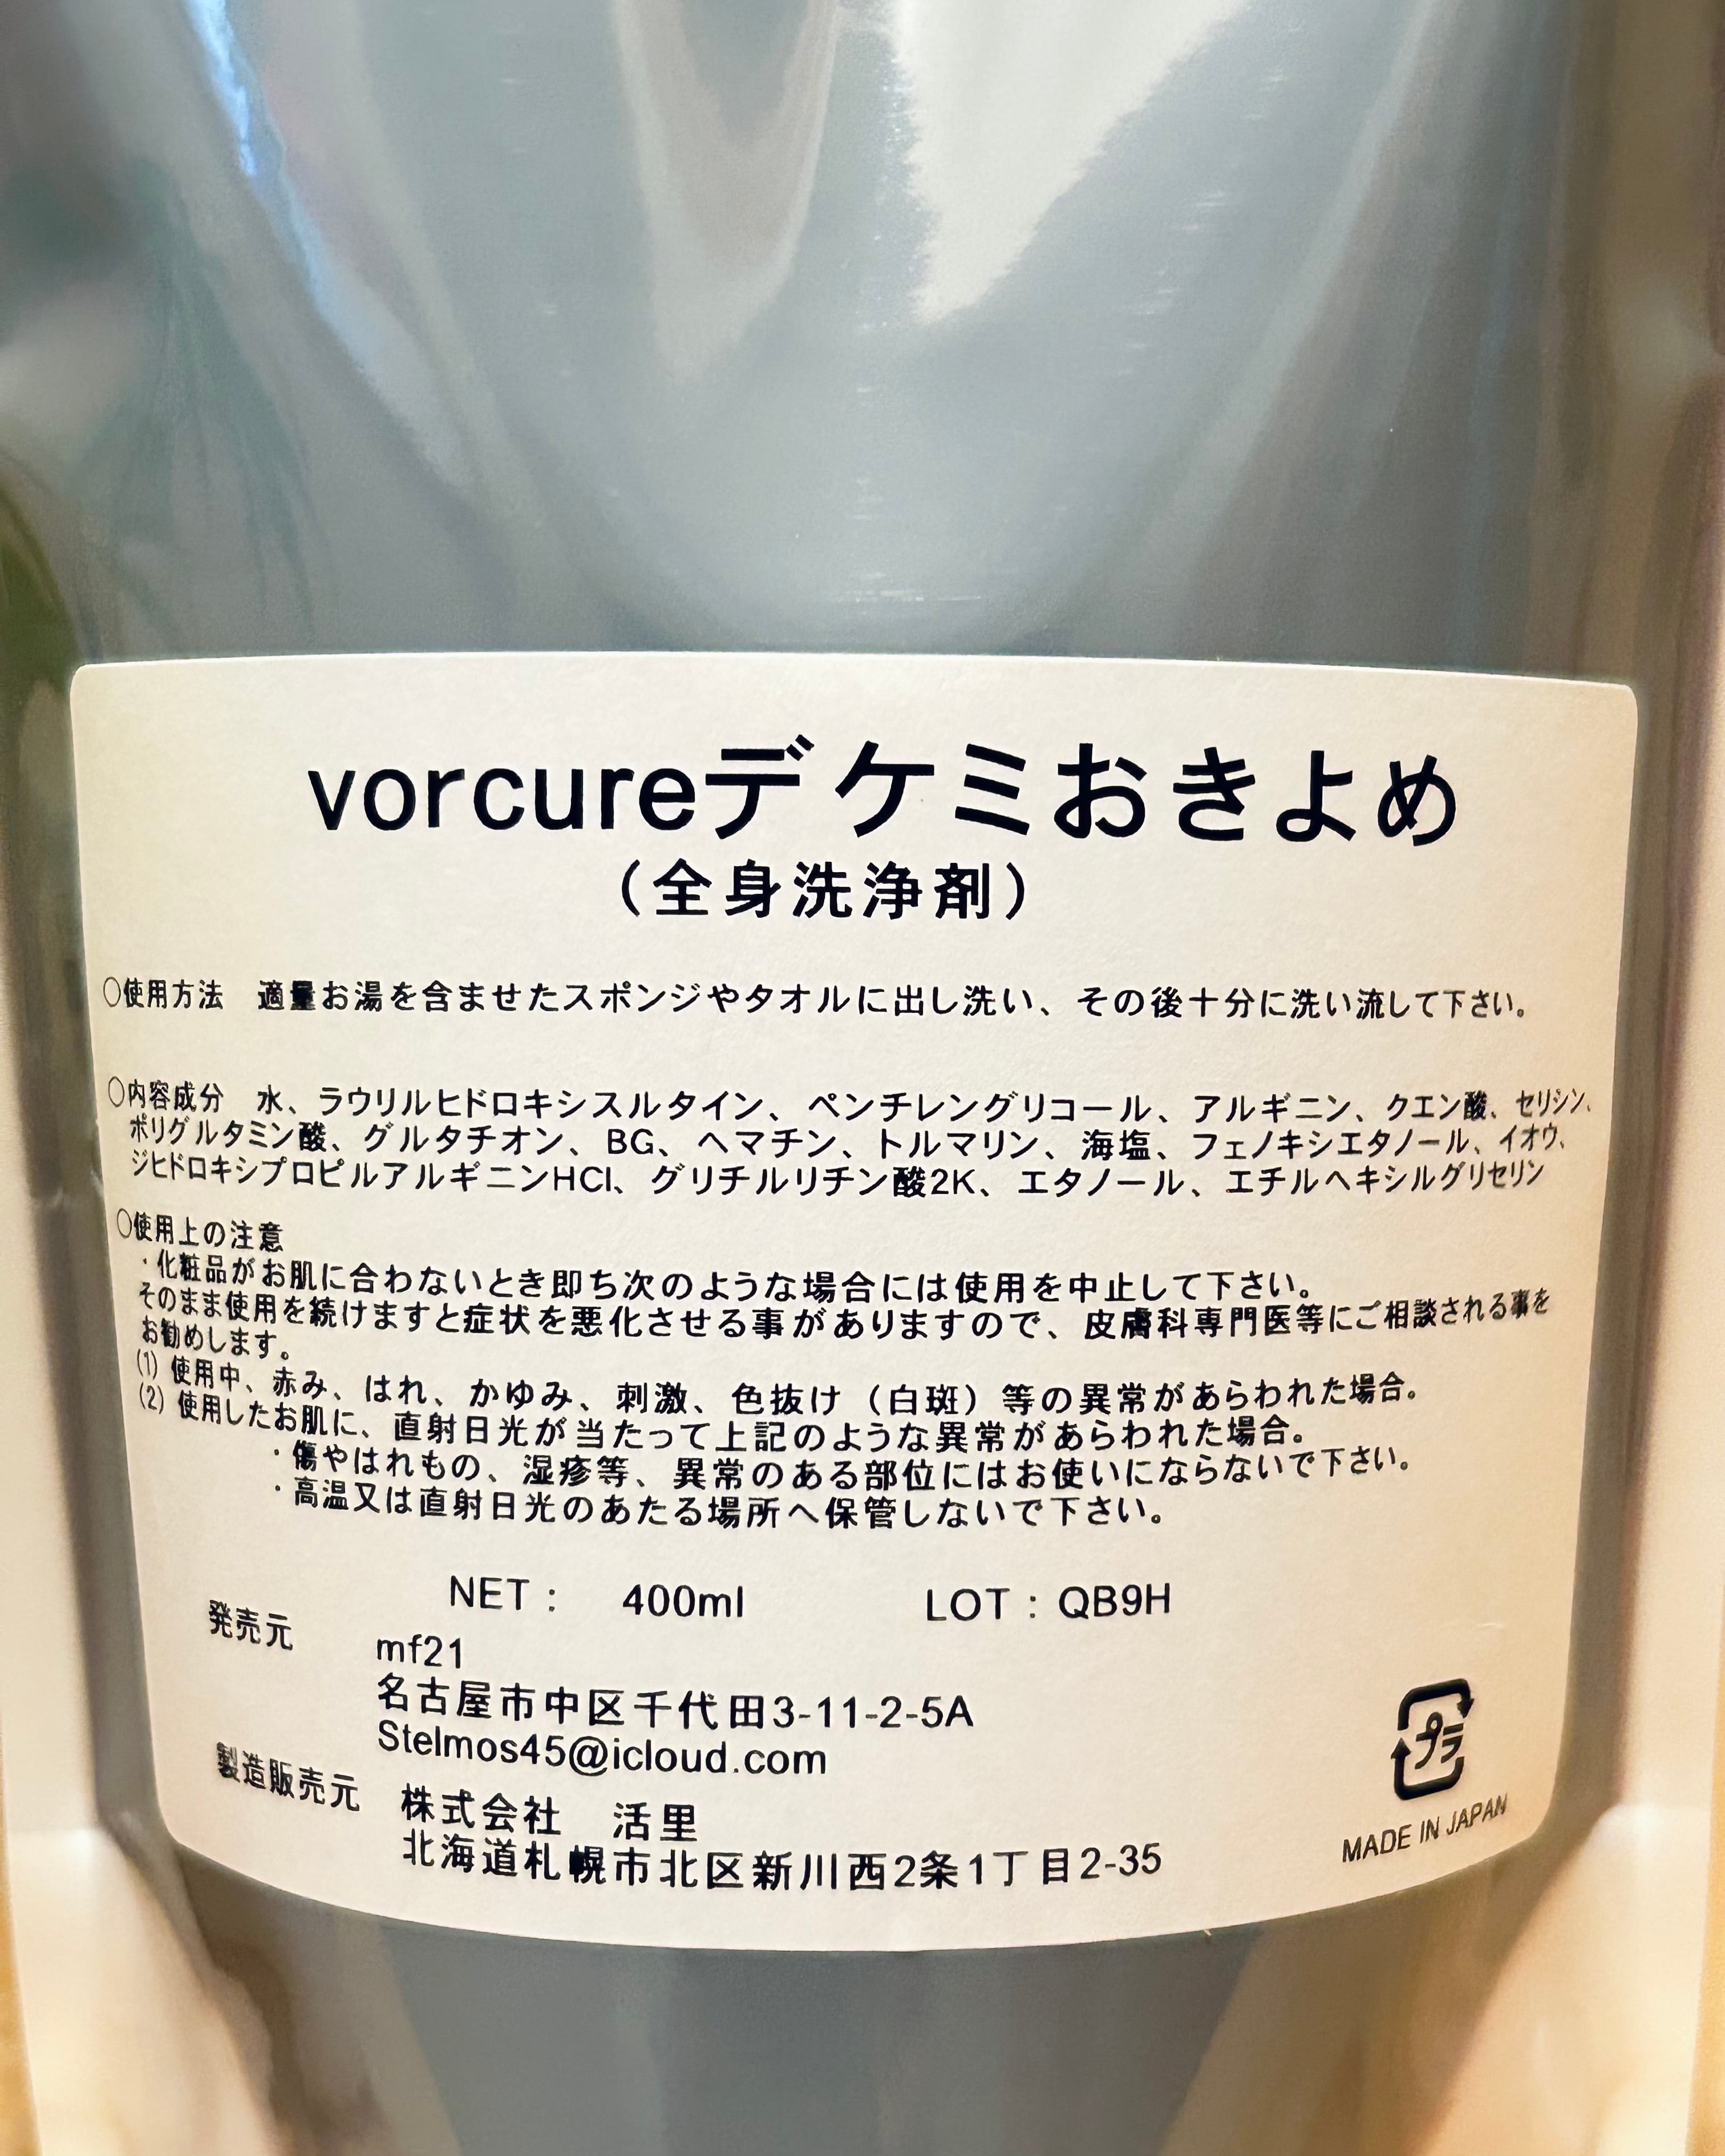 vorcureデケミおきよめ
（全身洗浄剤）
○使用方法　適量お湯を含ませたスポンジやタオルに出し洗い、その後十分に洗い流して下さい。
○内容成分　水、ラウリルヒドロキシスルタイン、ペンチレングリコール、アルギニン、クエン酸、セリシン、
ポリグルタミン酸、グルタチオン、BG、ヘマチン、トルマリン、海塩、フェノキシエタノール、イオウ、
ジヒドロキシプロピルアルギニンHCl、グリチルリチン酸2K、エタノール、エチルヘキシルグリセリン
○使用上の注意
・化粧品がお肌に合わないとき即ち次のような場合には使用を中止して下さい。
そのまま使用を続けますと症状を悪化させる事がありますので、皮膚科専門医等にご相談される事を
お勧めします。
(1) 使用中、赤み、はれ、かゆみ、刺激、色抜け（白斑）等の異常があらわれた場合。
(2) 使用したお肌に、直射日光が当たって上記のような異常があらわれた場合。
・傷やはれもの、湿疹等、異常のある部位にはお使いにならないで下さい。
・高温又は直射日光のあたる場所へ保管しないで下さい。
NET：　400ml　LOT：QB9H
発売元
mf21
名古屋市中区千代田3-11-2-5A
Stelmos45@icloud.com
製造販売元　株式会社　活里
北海道札幌市北区新川西2条1丁目2-35
プラ
MADE IN JAPAN